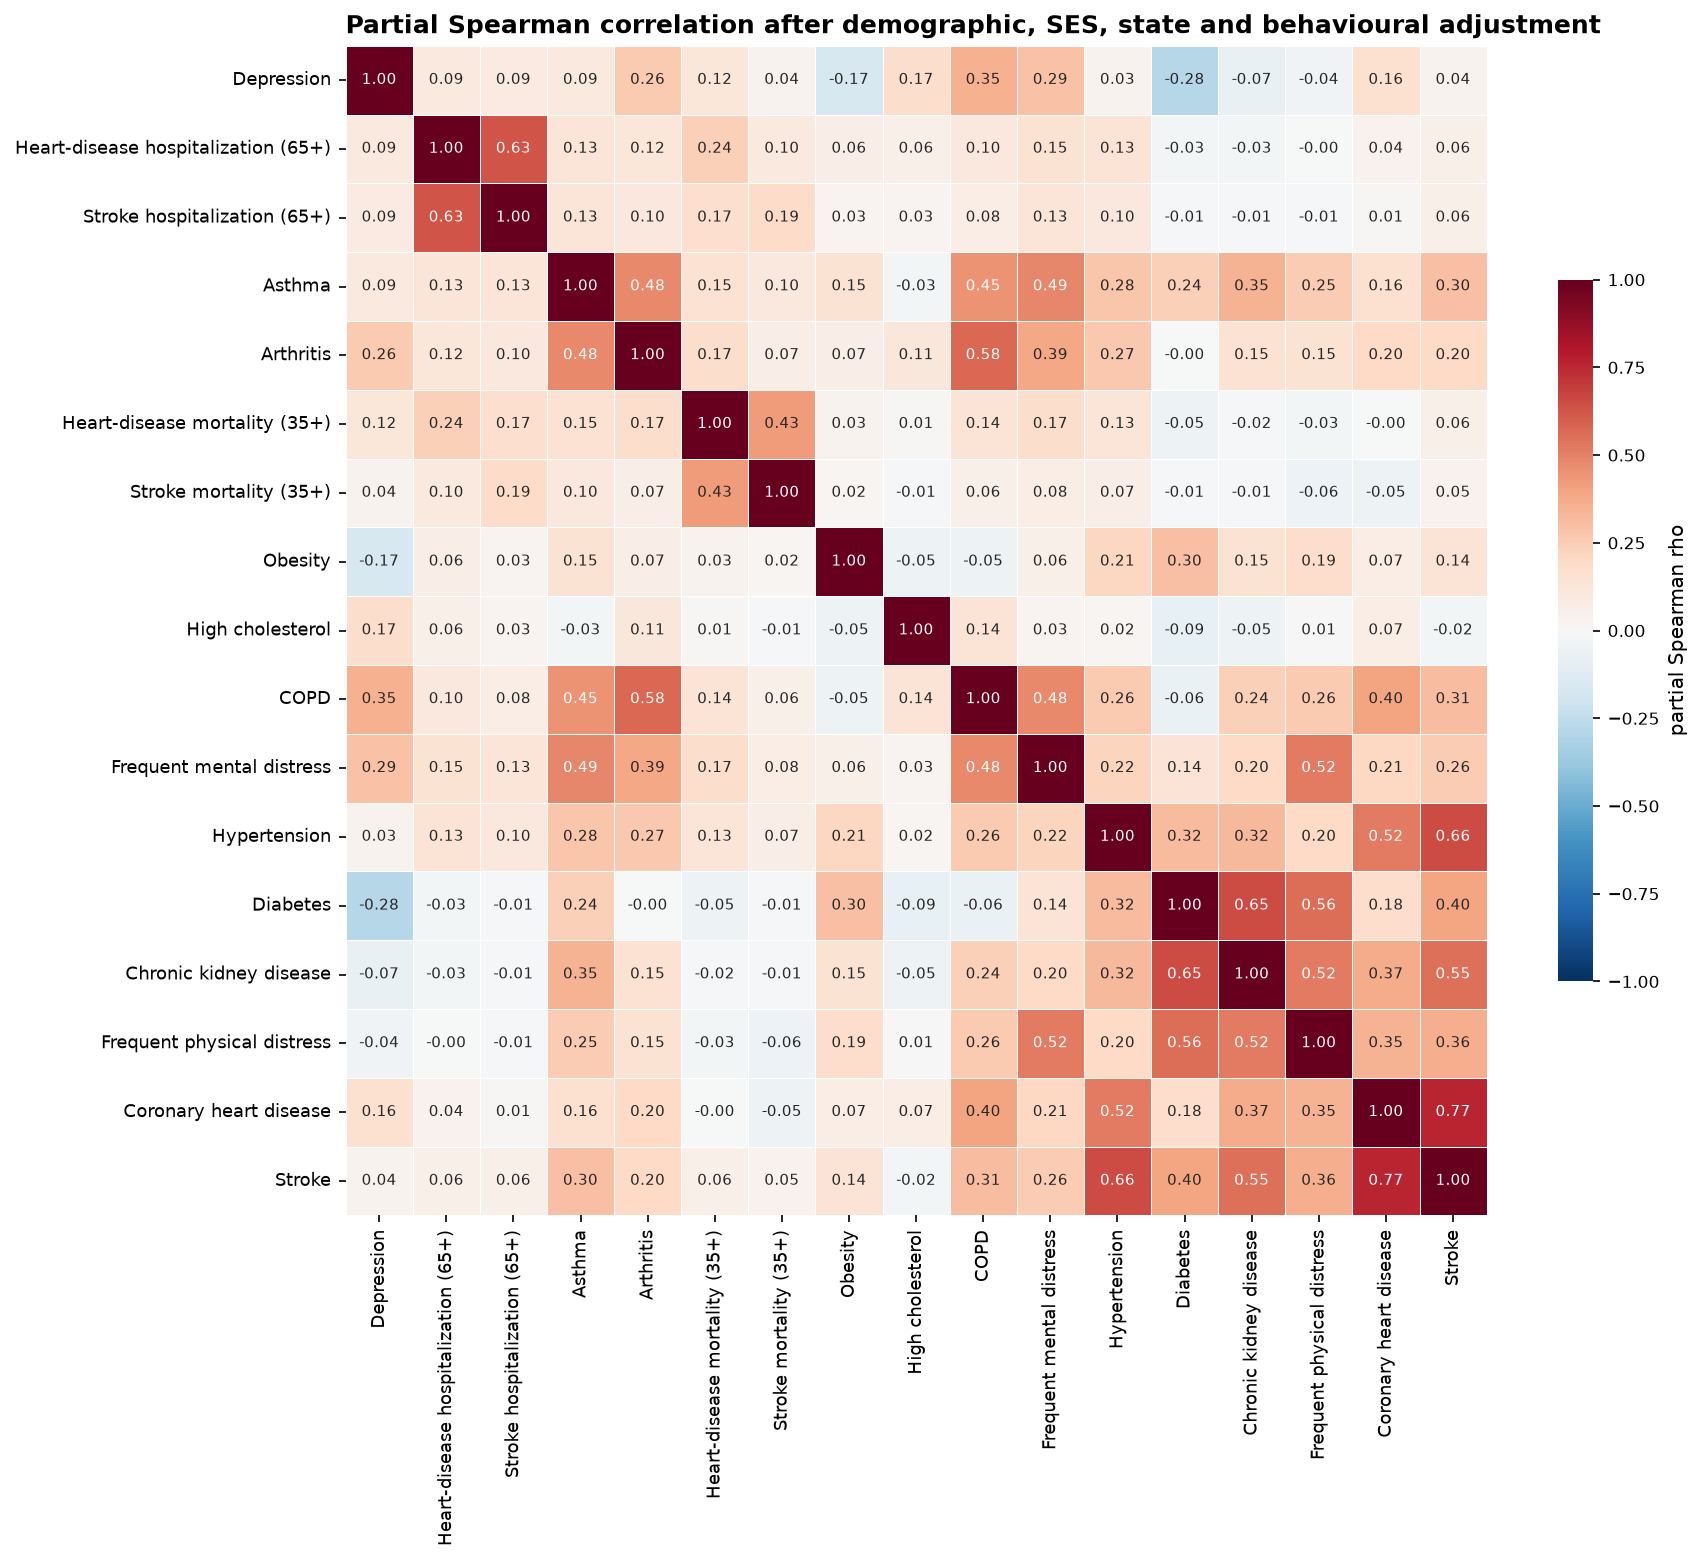 Partial Spearman correlation after demographic, SES, state and behavioural adjustment
Depression 1.00 0.09 0.09 0.09 0.26 0.12 0.04 -0.17 0.17 0.35 0.29 0.03 -0.28 -0.07 -0.04 0.16 0.04
Heart-disease hospitalization (65+) 0.09 1.00 0.63 0.13 0.12 0.24 0.10 0.06 0.06 0.10 0.15 0.13 -0.03 -0.03 -0.00 0.04 0.06
Stroke hospitalization (65+) 0.09 0.63 1.00 0.13 0.10 0.17 0.19 0.03 0.03 0.08 0.13 0.10 -0.01 -0.01 -0.01 0.01 0.06
Asthma 0.09 0.13 0.13 1.00 0.48 0.15 0.10 0.15 -0.03 0.45 0.49 0.28 0.24 0.35 0.25 0.16 0.30
Arthritis 0.26 0.12 0.10 0.48 1.00 0.17 0.07 0.07 0.11 0.58 0.39 0.27 -0.00 0.15 0.15 0.20 0.20
Heart-disease mortality (35+) 0.12 0.24 0.17 0.15 0.17 1.00 0.43 0.03 0.01 0.14 0.17 0.13 -0.05 -0.02 -0.03 -0.00 0.06
Stroke mortality (35+) 0.04 0.10 0.19 0.10 0.07 0.43 1.00 0.02 -0.01 0.06 0.08 0.07 -0.01 -0.01 -0.06 -0.05 0.05
Obesity -0.17 0.06 0.03 0.15 0.07 0.03 0.02 1.00 -0.05 -0.05 0.06 0.21 0.30 0.15 0.19 0.07 0.14
High cholesterol 0.17 0.06 0.03 -0.03 0.11 0.01 -0.01 -0.05 1.00 0.14 0.03 0.02 -0.09 -0.05 0.01 0.07 -0.02
COPD 0.35 0.10 0.08 0.45 0.58 0.14 0.06 -0.05 0.14 1.00 0.48 0.26 -0.06 0.24 0.26 0.40 0.31
Frequent mental distress 0.29 0.15 0.13 0.49 0.39 0.17 0.08 0.06 0.03 0.48 1.00 0.22 0.14 0.20 0.52 0.21 0.26
Hypertension 0.03 0.13 0.10 0.28 0.27 0.13 0.07 0.21 0.02 0.26 0.22 1.00 0.32 0.32 0.20 0.52 0.66
Diabetes -0.28 -0.03 -0.01 0.24 -0.00 -0.05 -0.01 0.30 -0.09 -0.06 0.14 0.32 1.00 0.65 0.56 0.18 0.40
Chronic kidney disease -0.07 -0.03 -0.01 0.35 0.15 -0.02 -0.01 0.15 -0.05 0.24 0.20 0.32 0.65 1.00 0.52 0.37 0.55
Frequent physical distress -0.04 -0.00 -0.01 0.25 0.15 -0.03 -0.06 0.19 0.01 0.26 0.52 0.20 0.56 0.52 1.00 0.35 0.36
Coronary heart disease 0.16 0.04 0.01 0.16 0.20 -0.00 -0.05 0.07 0.07 0.40 0.21 0.52 0.18 0.37 0.35 1.00 0.77
Stroke 0.04 0.06 0.06 0.30 0.20 0.06 0.05 0.14 -0.02 0.31 0.26 0.66 0.40 0.55 0.36 0.77 1.00
Depression
Heart-disease hospitalization (65+)
Stroke hospitalization (65+)
Asthma
Arthritis
Heart-disease mortality (35+)
Stroke mortality (35+)
Obesity
High cholesterol
COPD
Frequent mental distress
Hypertension
Diabetes
Chronic kidney disease
Frequent physical distress
Coronary heart disease
Stroke
1.00
0.75
0.50
0.25
0.00
−0.25
−0.50
−0.75
−1.00
partial Spearman rho